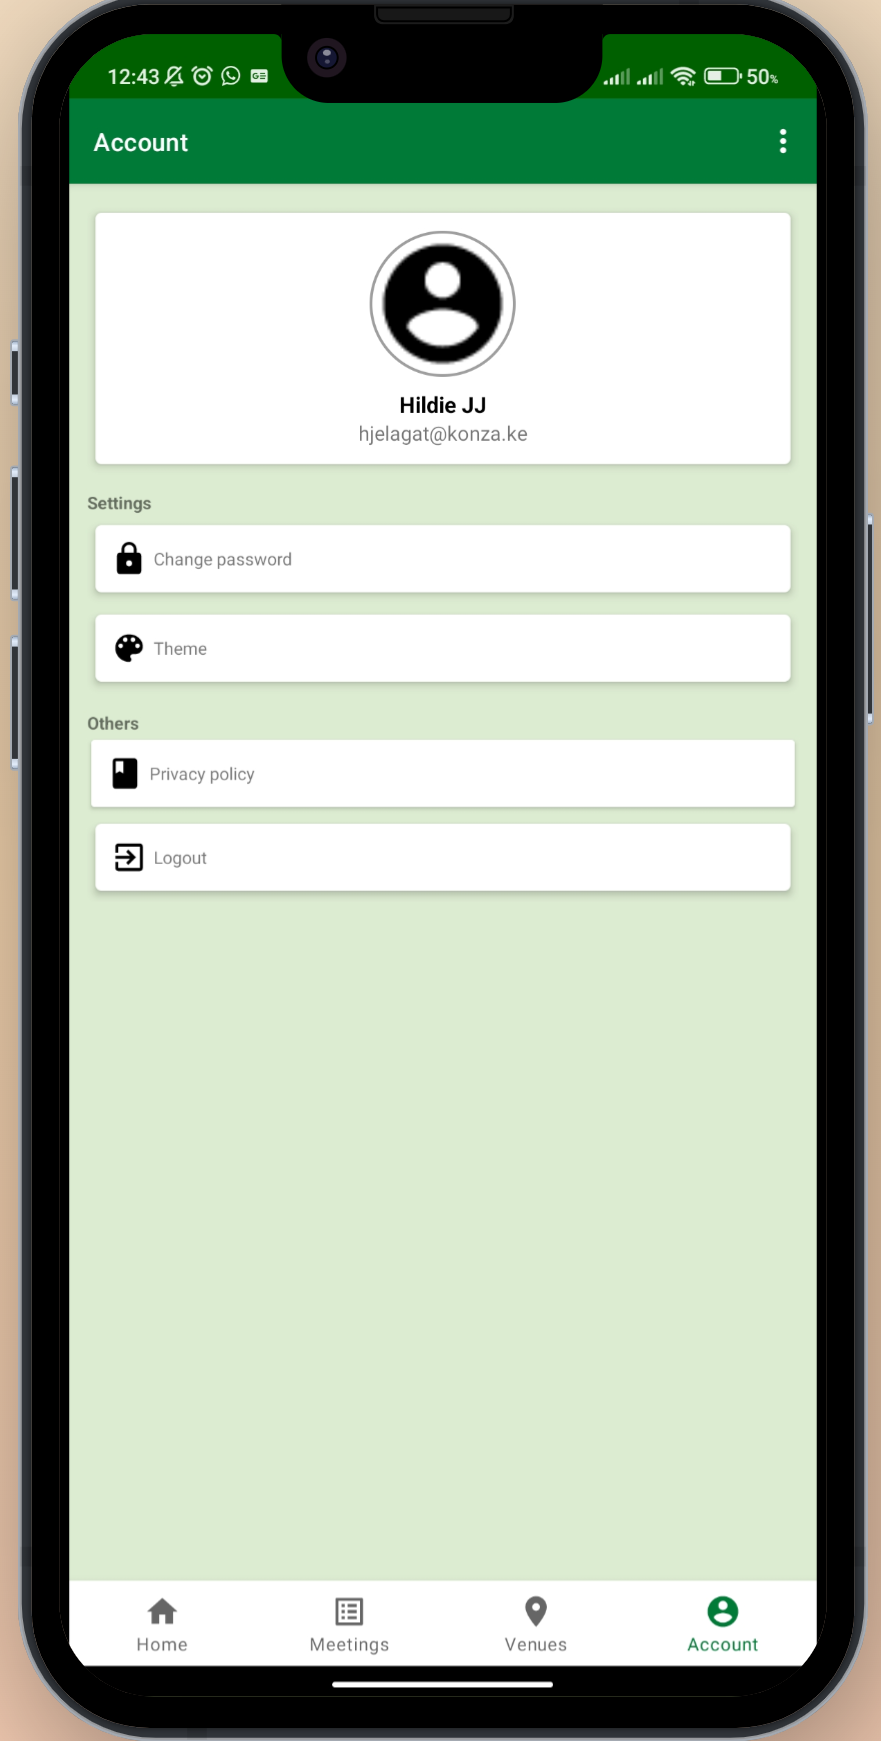 12:43 GE 50%
Account
Hildie JJ
hjelagat@konza.ke
Settings
Change password
Theme
Others
Privacy policy
Logout
Home Meetings Venues Account